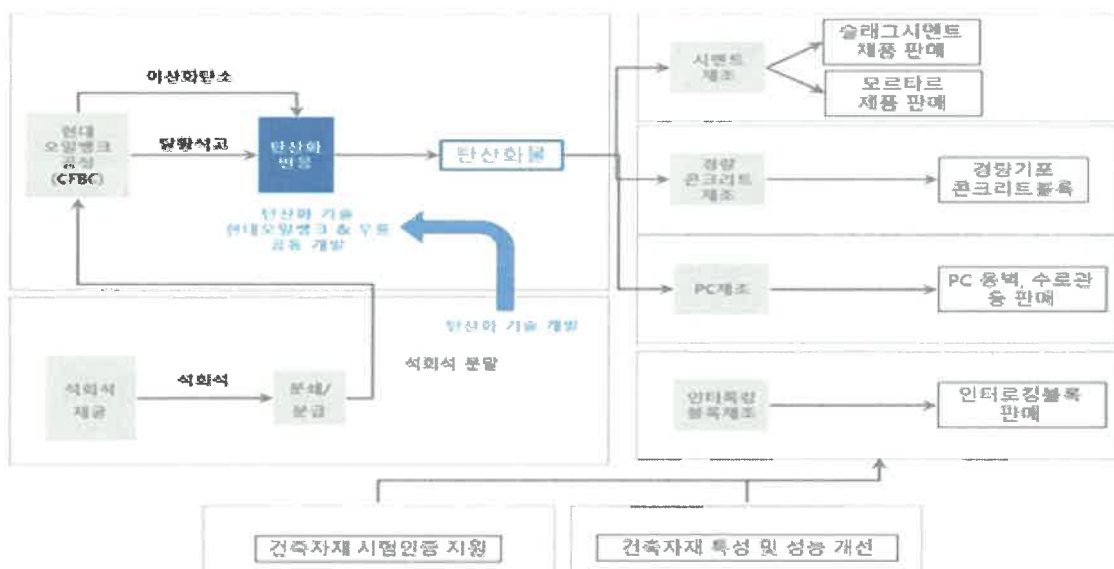 이산화탄소
현대
오일뱅크
공정
(CFBC)
탈황석고
탄산화
반응
탄산화물
탄산화 기술
현대오일뱅크 & 우룡
공동 개발
탄산화 기술 개발
석회석 분말
석회석
채굴
석회석
분쇄/
분급
시멘트
제조
슬래그시멘트
제품 판매
모르타르
제품 판매
경량
콘크리트
제조
경량기포
콘크리트블록
PC제조
PC 옹벽, 수로관
등 판매
인터록킹
블록제조
인터로킹블록
판매
건축자재 시험인증 지원
건축자재 특성 및 성능 개선